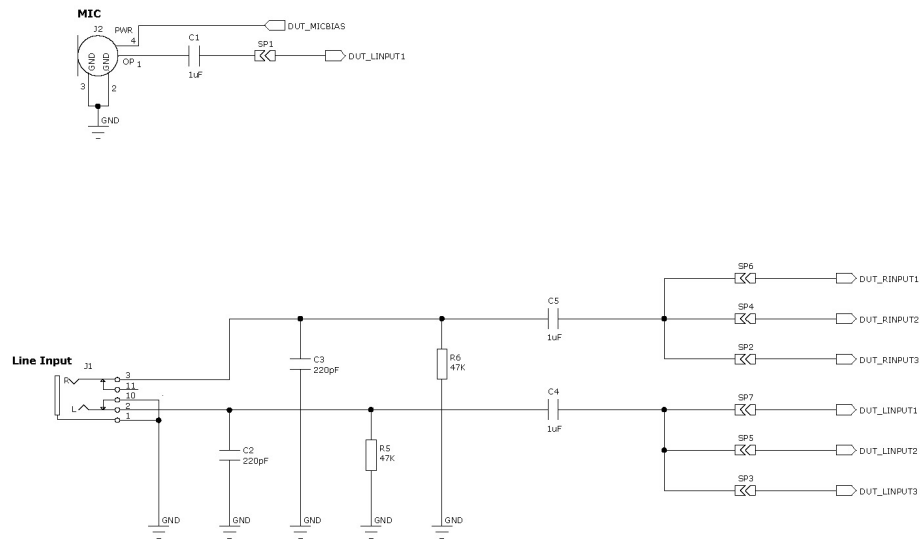 MIC
J2
PWR
4
DUT_MICBIAS
C1
SP1
GND
GND
OP 1
1uF
DUT_LINPUT1
3
2
GND
SP6
DUT_RINPUT1
C5
SP4
1uF
DUT_RINPUT2
SP2
DUT_RINPUT3
R6
47K
C3
220pF
Line Input
J1
R
3
11
10
L
2
1
C4
1uF
SP7
DUT_LINPUT1
C2
220pF
R5
47K
SP5
DUT_LINPUT2
SP3
DUT_LINPUT3
GND
GND
GND
GND
GND